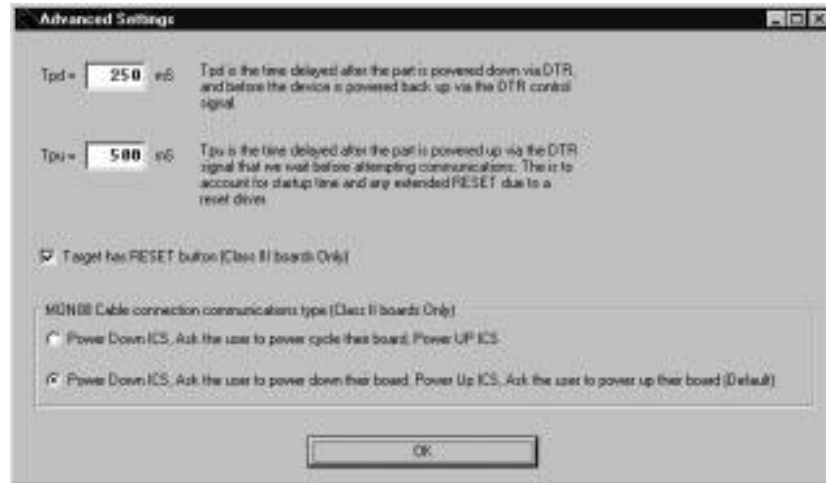 Advanced Settings
Tpd = 250 mS
Tpd is the time delayed after the part is powered down via DTR,
and before the device is powered back up via the DTR control
signal.
Tpu = 500 mS
Tpu is the time delayed after the part is powered up via the DTR
signal that we wait before attempting communications. The is to
account for startup time and any extended RESET due to a
reset driver.
Target has RESET button (Class III boards Only)
MON08 Cable connection communications type (Class II boards Only)
Power Down ICS, Ask the user to power cycle their board, Power UP ICS
Power Down ICS, Ask the user to power down their board, Power Up ICS, Ask the user to power up their board (Default)
OK